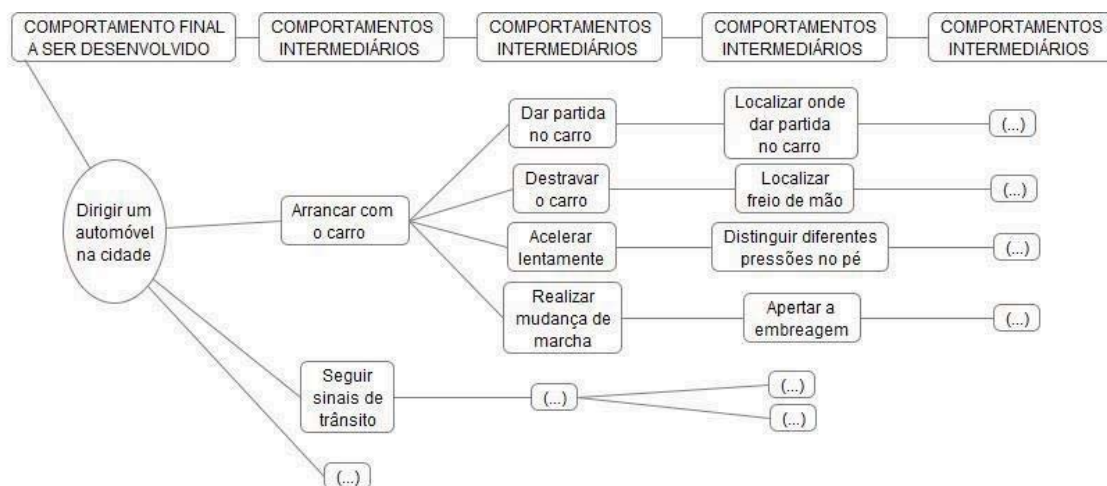 COMPORTAMENTO FINAL
A SER DESENVOLVIDO
COMPORTAMENTOS
INTERMEDIÁRIOS
COMPORTAMENTOS
INTERMEDIÁRIOS
COMPORTAMENTOS
INTERMEDIÁRIOS
COMPORTAMENTOS
INTERMEDIÁRIOS
Dirigir um
automóvel
na cidade
Arrancar com
o carro
Dar partida
no carro
Localizar onde
dar partida
no carro
(...)
Destravar
o carro
Localizar
freio de mão
(...)
Acelerar
lentamente
Distinguir diferentes
pressões no pé
(...)
Realizar
mudança de
marcha
Apertar a
embreagem
(...)
Seguir
sinais de
trânsito
(...)
(...)
(...)
(...)